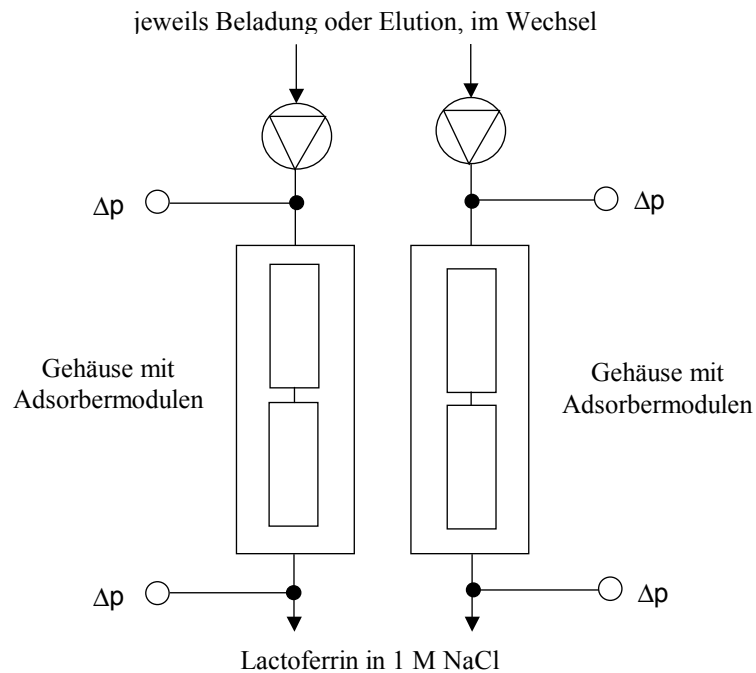 jeweils Beladung oder Elution, im Wechsel
Δp
Δp
Gehäuse mit
Adsorbermodulen
Gehäuse mit
Adsorbermodulen
Δp
Δp
Lactoferrin in 1 M NaCl